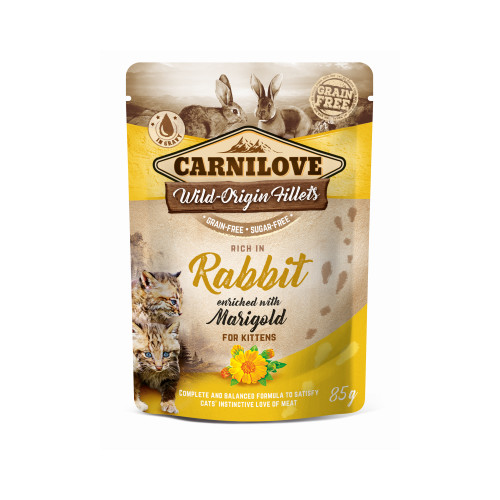 GRAIN
FREE
IN GRAVY
CARNILOVE
Wild-Origin Fillets
GRAIN-FREE • SUGAR-FREE
RICH IN
Rabbit
enriched with
Marigold
FOR KITTENS
COMPLETE AND BALANCES FORMULA TO SATISFY
CATS' INSTINCTIVE LOVE OF MEAT
85g